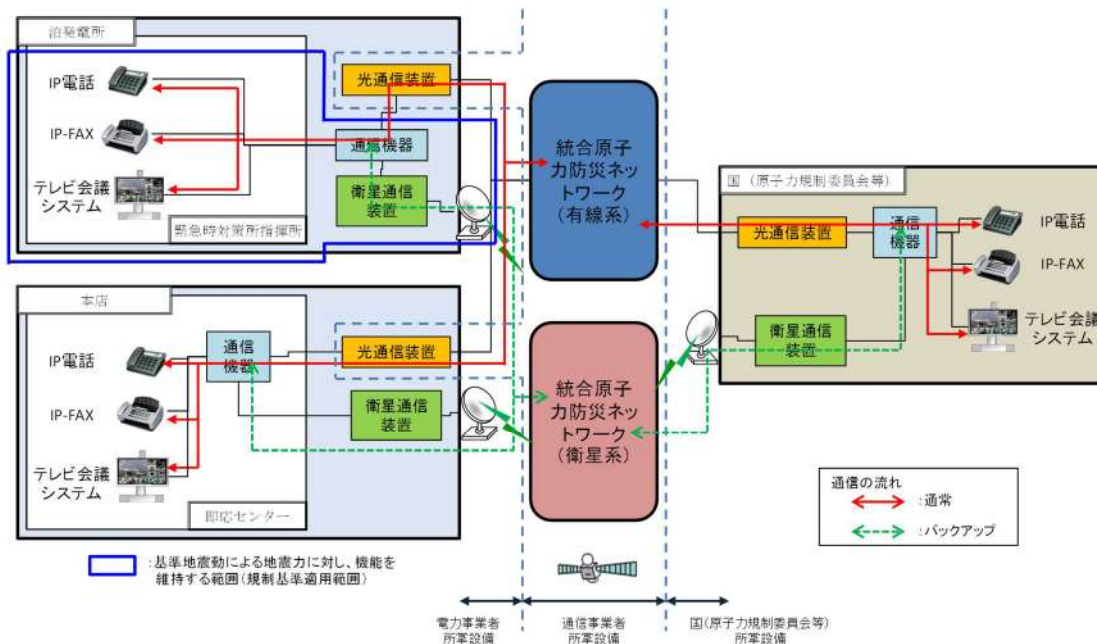 泊発電所
IP電話
IP-FAX
テレビ会議
システム
緊急時対策所指揮所
光通信装置
通信機器
衛星通信
装置
本店
IP電話
IP-FAX
テレビ会議
システム
即応センター
通信
機器
光通信装置
衛星通信
装置
統合原子
力防災ネッ
トワーク
(有線系)
統合原子
力防災ネッ
トワーク
(衛星系)
国(原子力規制委員会等)
光通信装置
通信
機器
衛星通信
装置
IP電話
IP-FAX
テレビ会議
システム
通信の流れ
:通常
:バックアップ
:基準地震動による地震力に対し、機能を
維持する範囲(規制基準適用範囲)
電力事業者
所掌設備
通信事業者
所掌設備
国(原子力規制委員会等)
所掌設備